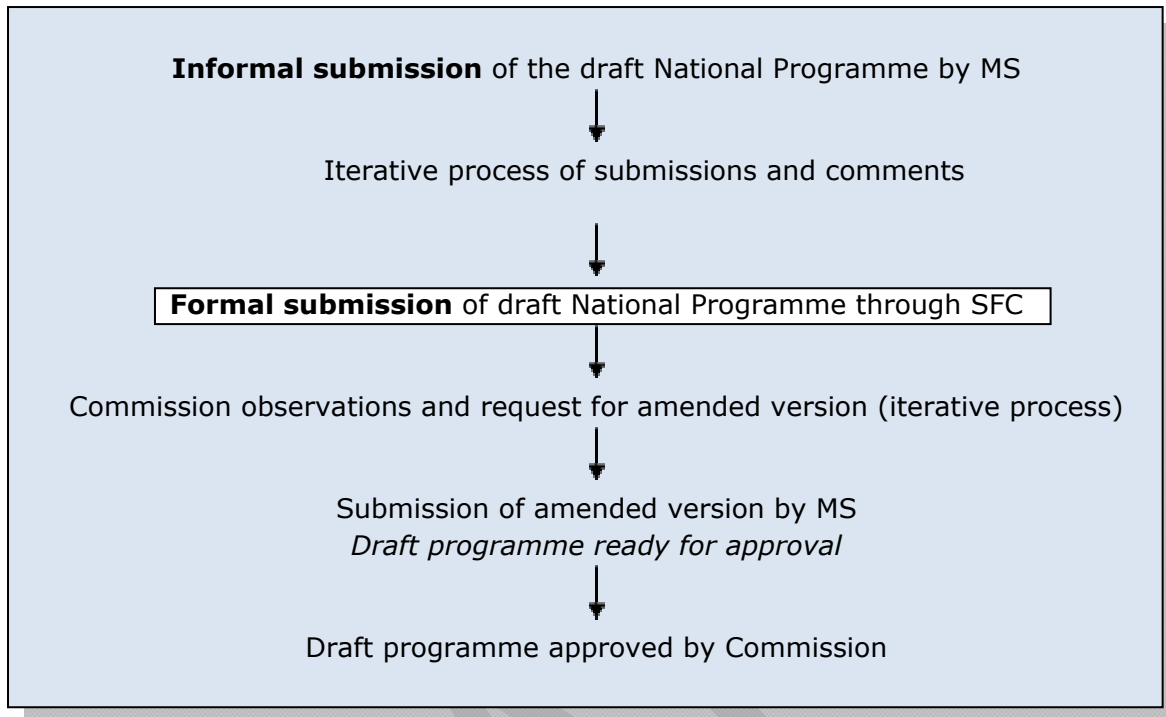 Informal submission of the draft National Programme by MS
Iterative process of submissions and comments
Formal submission of draft National Programme through SFC
Commission observations and request for amended version (iterative process)
Submission of amended version by MS
Draft programme ready for approval
Draft programme approved by Commission